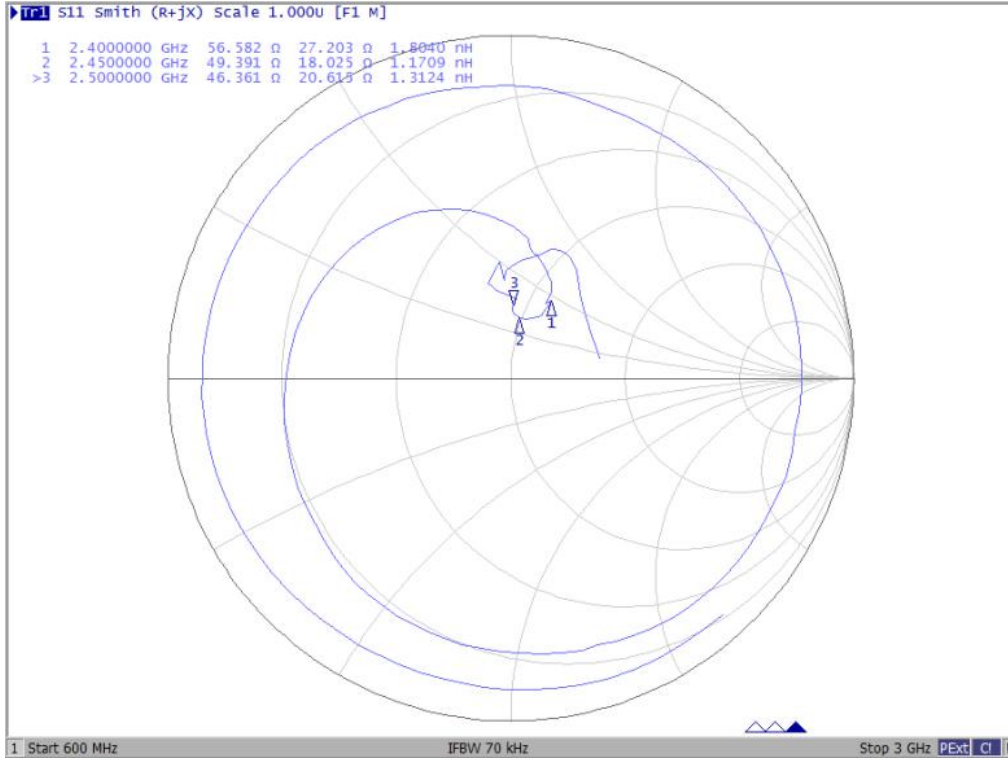 Tr1 S11 Smith (R+jX) Scale 1.000U [F1 M]
1 2.4000000 GHz 56.582 Ω 27.203 Ω 1.8040 nH
2 2.4500000 GHz 49.391 Ω 18.025 Ω 1.1709 nH
>3 2.5000000 GHz 46.361 Ω 20.615 Ω 1.3124 nH
3
1
2
1 Start 600 MHz IFBW 70 kHz Stop 3 GHz PExt C!